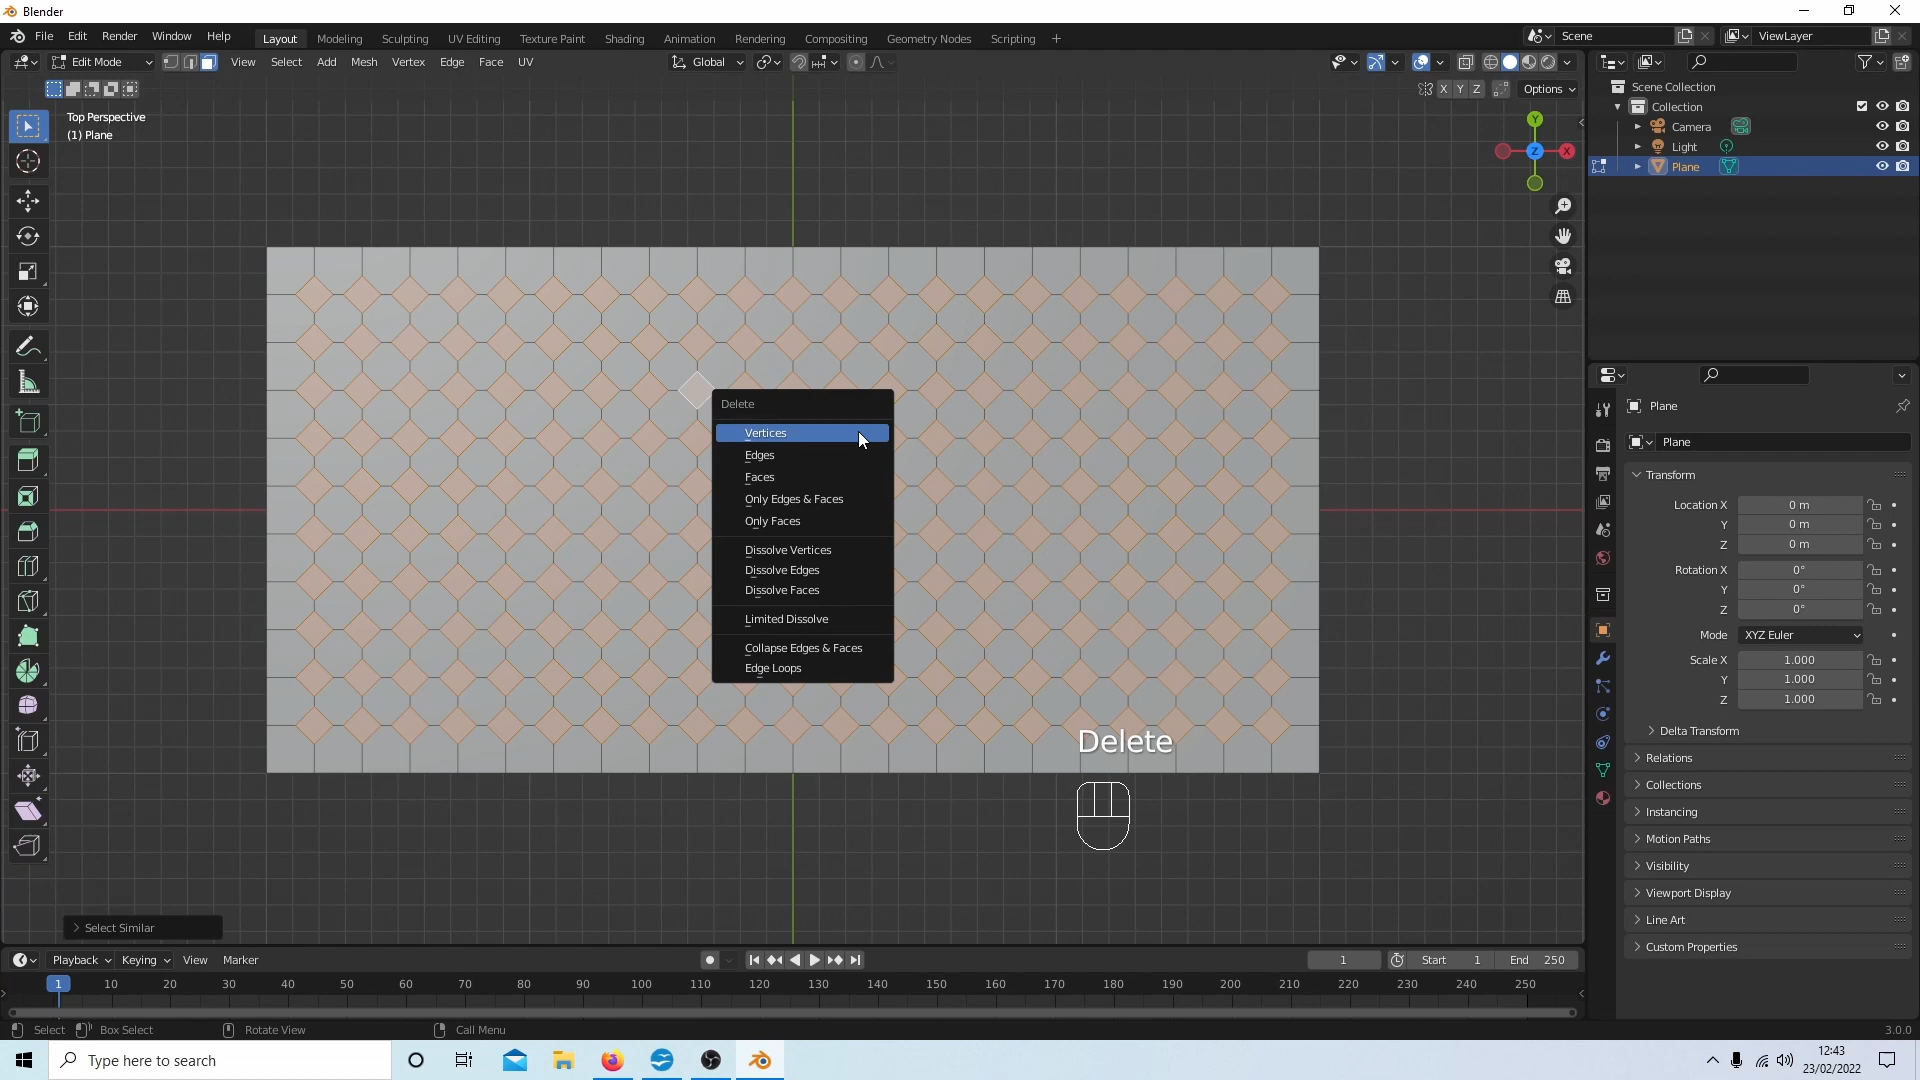 Blender
File Edit Render Window Help Layout Modeling Sculpting UV Editing Texture Paint Shading Animation Rendering Compositing Geometry Nodes Scripting + Scene ViewLayer
Edit Mode View Select Add Mesh Vertex Edge Face UV Global
X Y Z Options
Top Perspective
(1) Plane
Y
Z X
Scene Collection
Collection
Camera
Light
Plane
Delete
Vertices
Edges
Faces
Only Edges & Faces
Only Faces
Dissolve Vertices
Dissolve Edges
Dissolve Faces
Limited Dissolve
Collapse Edges & Faces
Edge Loops
Delete
Plane
Plane
Transform
Location X 0 m
Y 0 m
Z 0 m
Rotation X 0°
Y 0°
Z 0°
Mode XYZ Euler
Scale X 1.000
Y 1.000
Z 1.000
Delta Transform
Relations
Collections
Instancing
Motion Paths
Visibility
Viewport Display
Line Art
Custom Properties
Select Similar
Playback Keying View Marker 1 Start 1 End 250
1 10 20 30 40 50 60 70 80 90 100 110 120 130 140 150 160 170 180 190 200 210 220 230 240 250
Select Box Select Rotate View Call Menu 3.0.0
Type here to search 12:43
23/02/2022